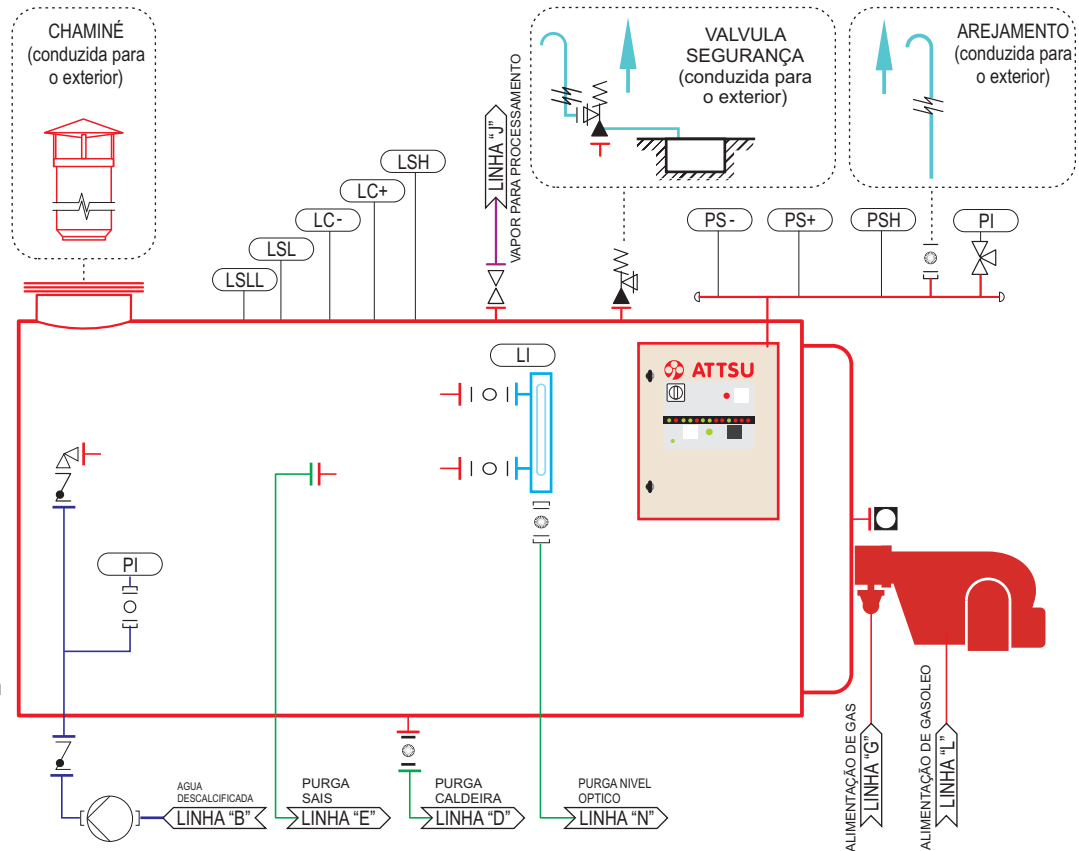 CHAMINÉ
(conduzida para
o exterior)
VALVULA
SEGURANÇA
(conduzida para
o exterior)
AREJAMENTO
(conduzida para
o exterior)
LINHA "J"
VAPOR PARA PROCESSAMENTO
LSH
LC+
LC-
LSL
LSLL
PS -
PS+
PSH
PI
LI
ATTSU
PI
AGUA
DESCALCIFICADA
LINHA "B"
PURGA
SAIS
LINHA "E"
PURGA
CALDEIRA
LINHA "D"
PURGA NIVEL
OPTICO
LINHA "N"
ALIMENTAÇÃO DE GAS
LINHA "G"
ALIMENTAÇÃO DE GASOLEO
LINHA "L"